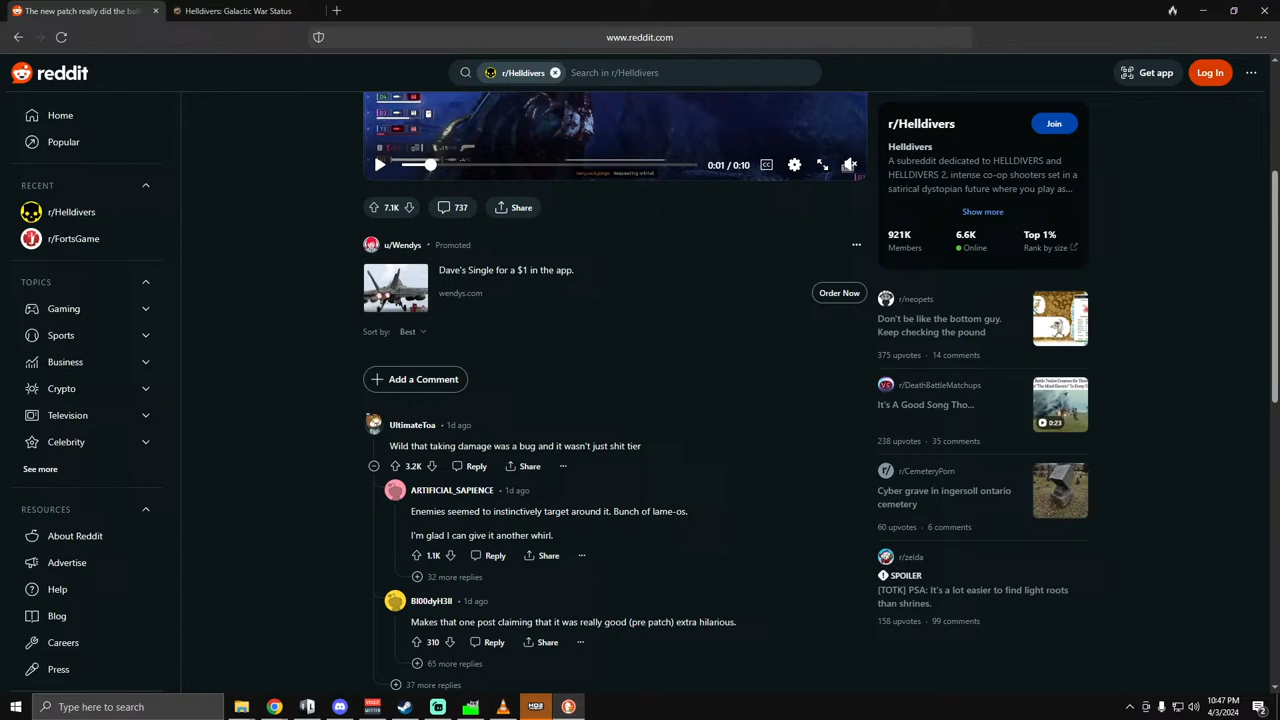 The new patch really did the ball
Helldivers: Galactic War Status
www.reddit.com
reddit
r/Helldivers
Search in r/Helldivers
Get app
Log In
Home
Popular
RECENT
r/Helldivers
r/FortsGame
TOPICS
Gaming
Sports
Business
Crypto
Television
Celebrity
See more
RESOURCES
About Reddit
Advertise
Help
Blog
Careers
Press
0:01 / 0:10
CC
7.1K
737
Share
u/Wendys • Promoted
Dave's Single for a $1 in the app.
wendys.com
Order Now
Sort by: Best
Add a Comment
UltimateToa • 1d ago
Wild that taking damage was a bug and it wasn't just shit tier
3.2K Reply Share
ARTIFICIAL_SAPIENCE • 1d ago
Enemies seemed to instinctively target around it. Bunch of lame-os.
I'm glad I can give it another whirl.
1.1K Reply Share
32 more replies
Bl00dyH3ll • 1d ago
Makes that one post claiming that it was really good (pre patch) extra hilarious.
310 Reply Share
65 more replies
37 more replies
r/Helldivers
Join
Helldivers
A subreddit dedicated to HELLDIVERS and
HELLDIVERS 2, intense co-op shooters set in a
satirical dystopian future where you play as...
Show more
921K 6.6K Top 1%
Members Online Rank by size
r/neopets
Don't be like the bottom guy.
Keep checking the pound
375 upvotes · 14 comments
r/DeathBattleMatchups
It's A Good Song Tho...
0:23
238 upvotes · 35 comments
r/CemeteryPorn
Cyber grave in ingersoll ontario
cemetery
60 upvotes · 6 comments
r/zelda
SPOILER
[TOTK] PSA: It's a lot easier to find light roots
than shrines.
158 upvotes · 99 comments
Type here to search
10:47 PM
4/3/2024